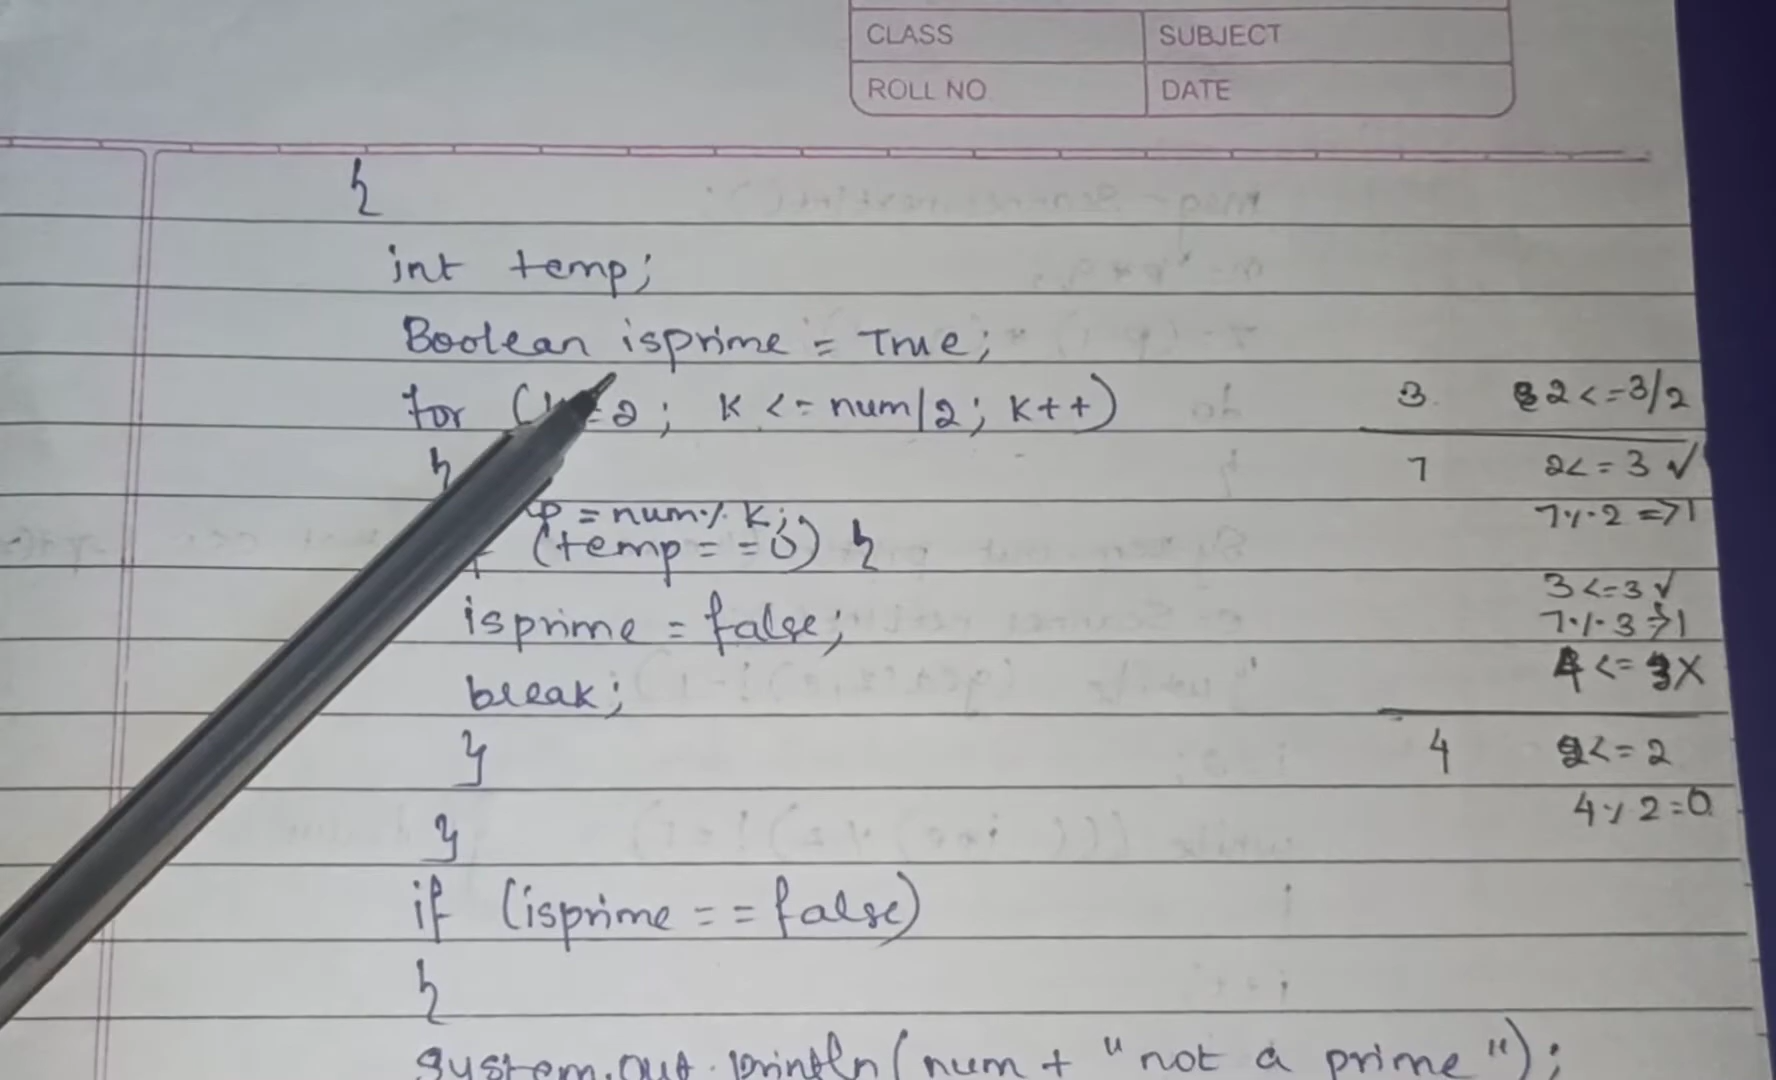 CLASS SUBJECT
ROLL NO DATE
{
int temp;
Boolean isprime = True;
for ( =2; K <= num/2; K++) 3 2<=3/2
{ 7 2<=3 ✓
= num % K; 7%2 =>1
(temp==0) {
3<=3 ✓
isprime = false; 7%3=>1
break; 4<=3X
} 4 2<=2
} 4%2=0
if (isprime == false)
{
System.out.println(num + "not a prime");